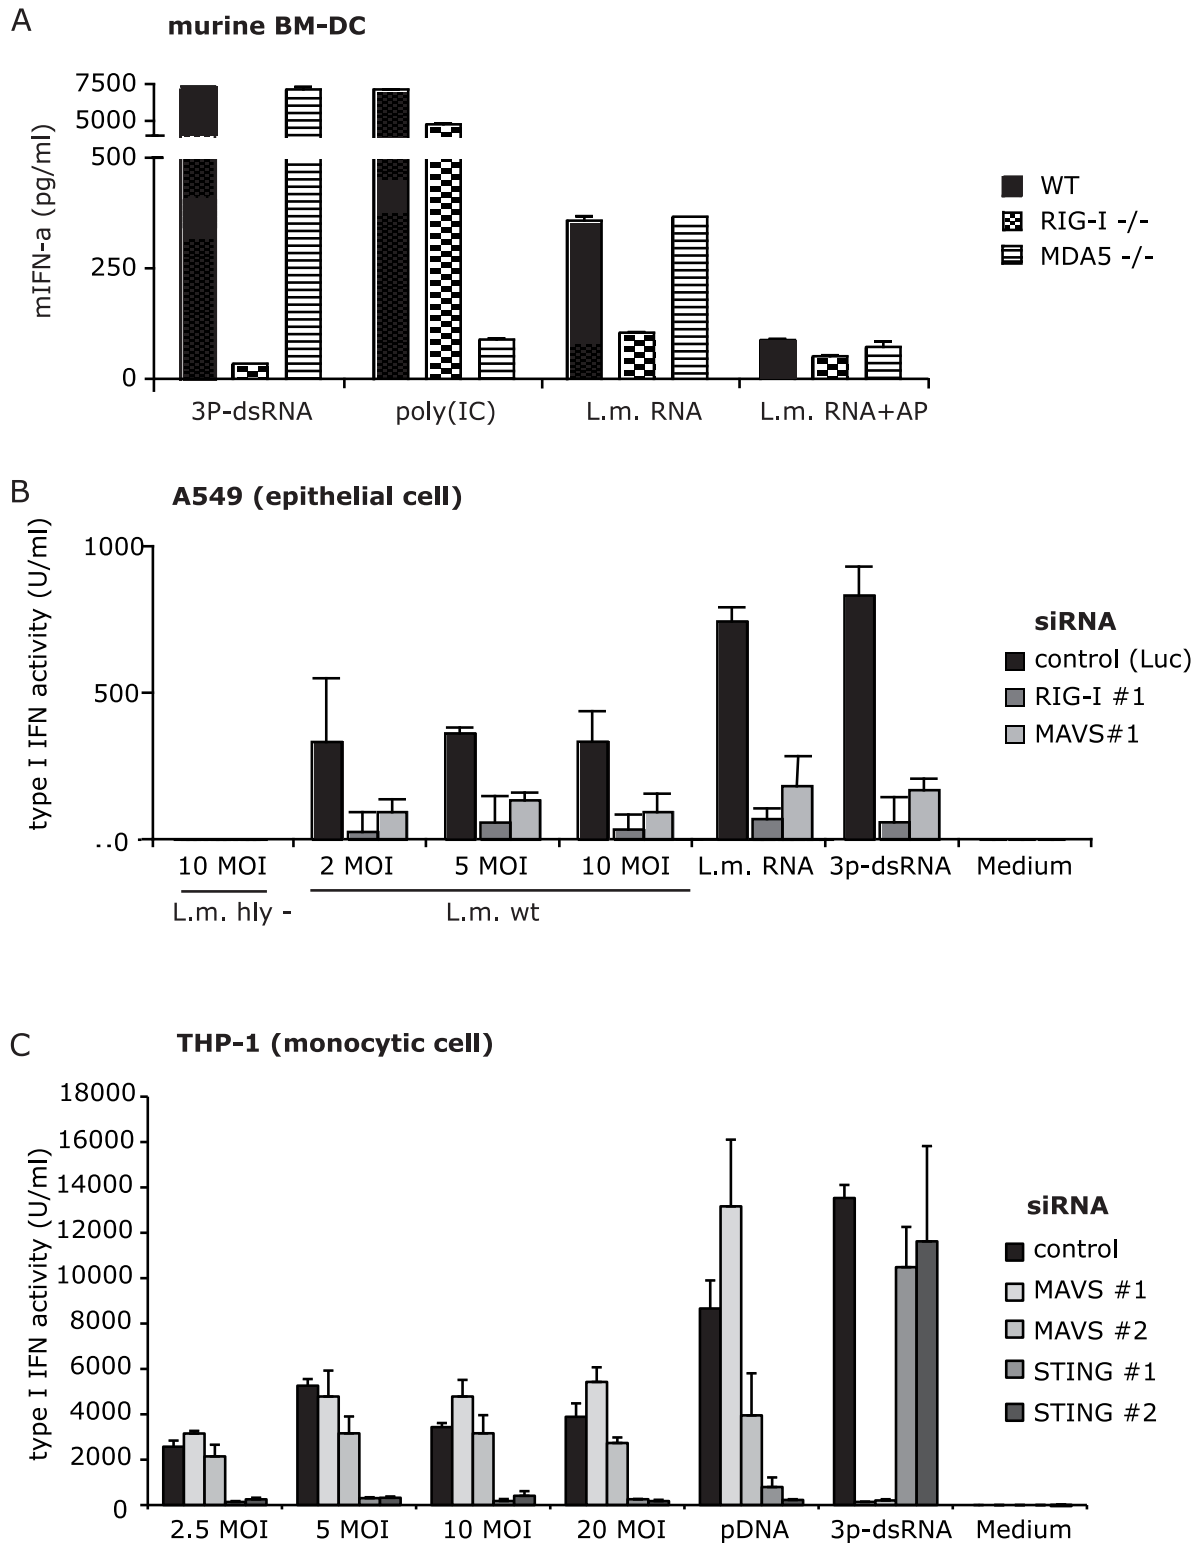 A
murine BM-DC
mIFN-a (pg/ml)
7500
5000
500
250
0
WT
RIG-I -/-
MDA5 -/-
3P-dsRNA poly(IC) L.m. RNA L.m. RNA+AP
B
A549 (epithelial cell)
type I IFN activity (U/ml)
1000
500
0
siRNA
control (Luc)
RIG-I #1
MAVS#1
10 MOI 2 MOI 5 MOI 10 MOI L.m. RNA 3p-dsRNA Medium
L.m. hly - L.m. wt
C
THP-1 (monocytic cell)
type I IFN activity (U/ml)
18000
16000
14000
12000
10000
8000
6000
4000
2000
0
siRNA
control
MAVS #1
MAVS #2
STING #1
STING #2
2.5 MOI 5 MOI 10 MOI 20 MOI pDNA 3p-dsRNA Medium